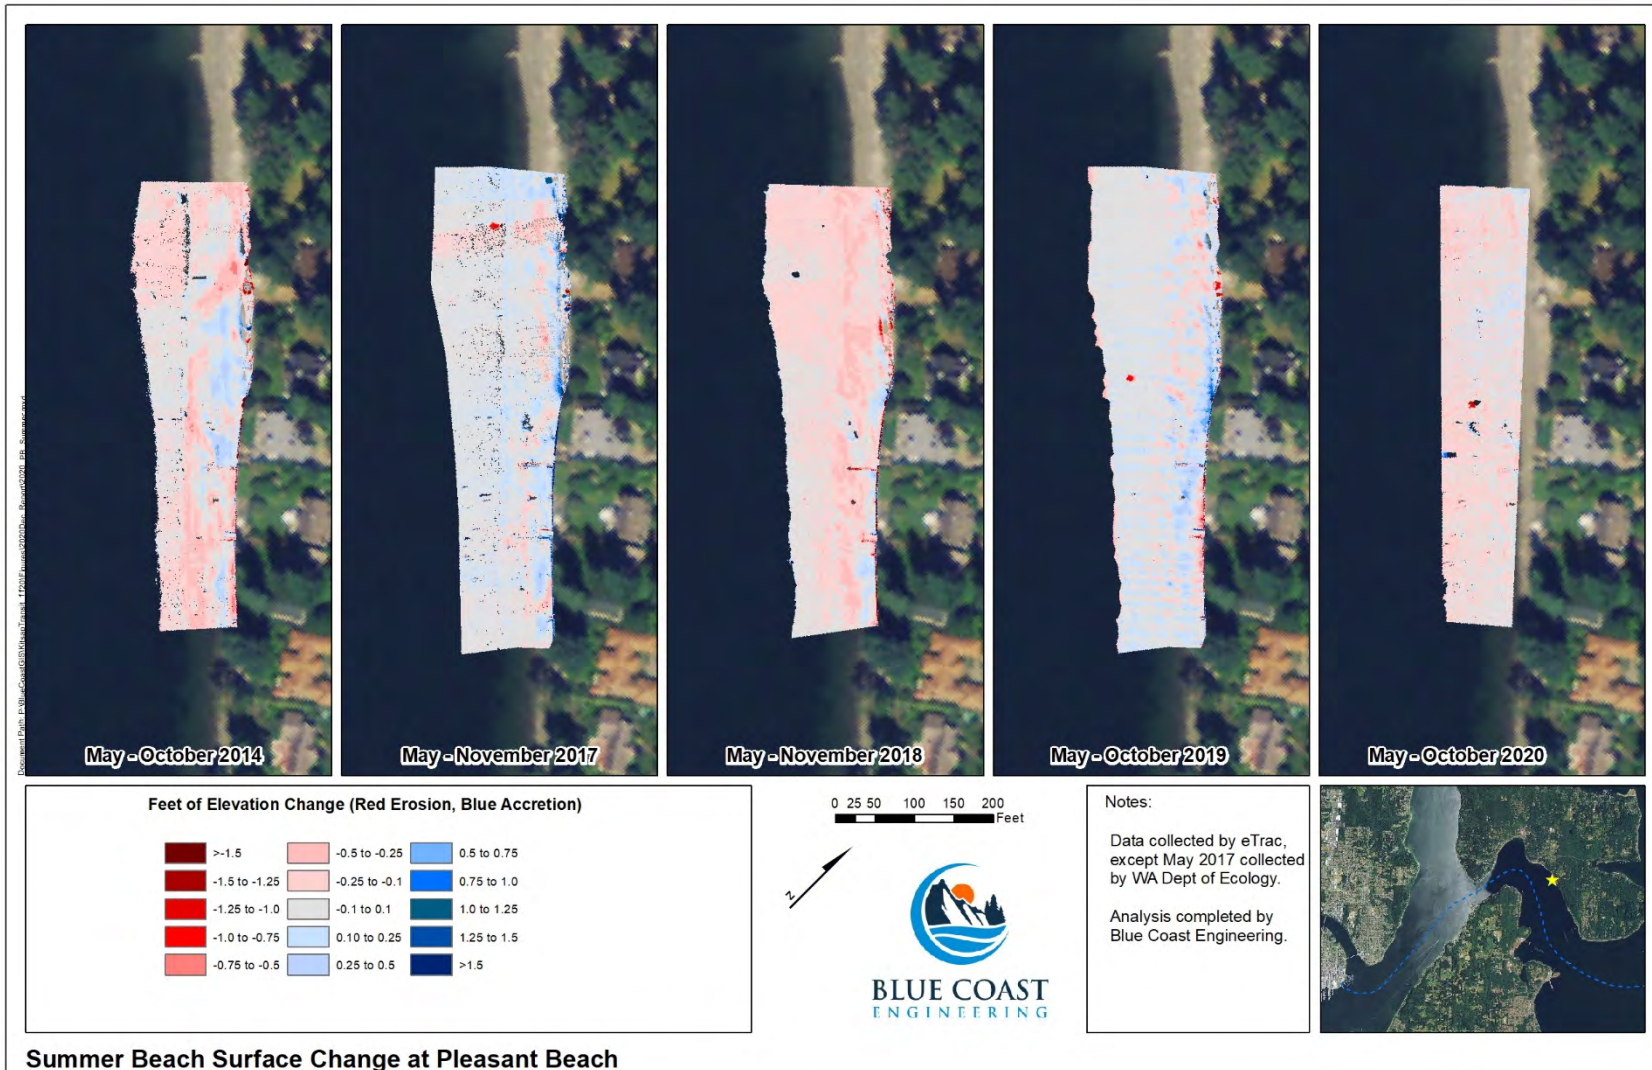 May - October 2014
May - November 2017
May - November 2018
May - October 2019
May - October 2020
Feet of Elevation Change (Red Erosion, Blue Accretion)
>-1.5
-1.5 to -1.25
-1.25 to -1.0
-1.0 to -0.75
-0.75 to -0.5
-0.5 to -0.25
-0.25 to -0.1
-0.1 to 0.1
0.10 to 0.25
0.25 to 0.5
0.5 to 0.75
0.75 to 1.0
1.0 to 1.25
1.25 to 1.5
>1.5
0 25 50 100 150 200
Feet
N
BLUE COAST
ENGINEERING
Notes:
Data collected by eTrac,
except May 2017 collected
by WA Dept of Ecology.
Analysis completed by
Blue Coast Engineering.
Summer Beach Surface Change at Pleasant Beach